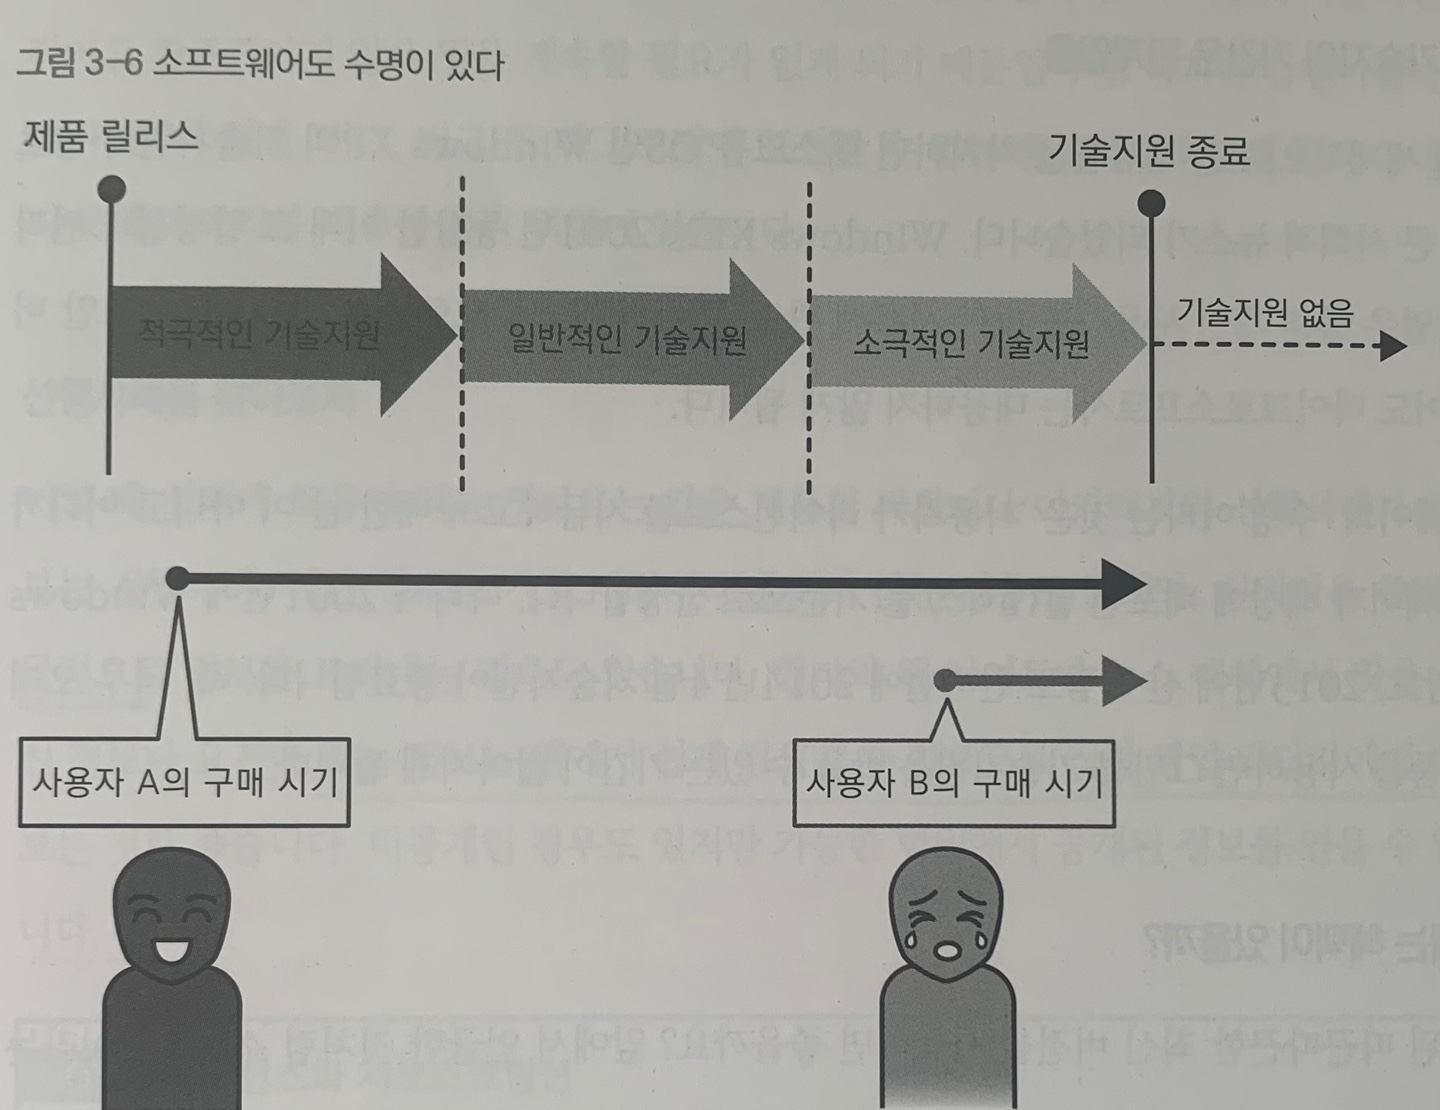 그림 3-6 소프트웨어도 수명이 있다
제품 릴리스
기술지원 종료
적극적인 기술지원
일반적인 기술지원
소극적인 기술지원
기술지원 없음
사용자 A의 구매 시기
사용자 B의 구매 시기